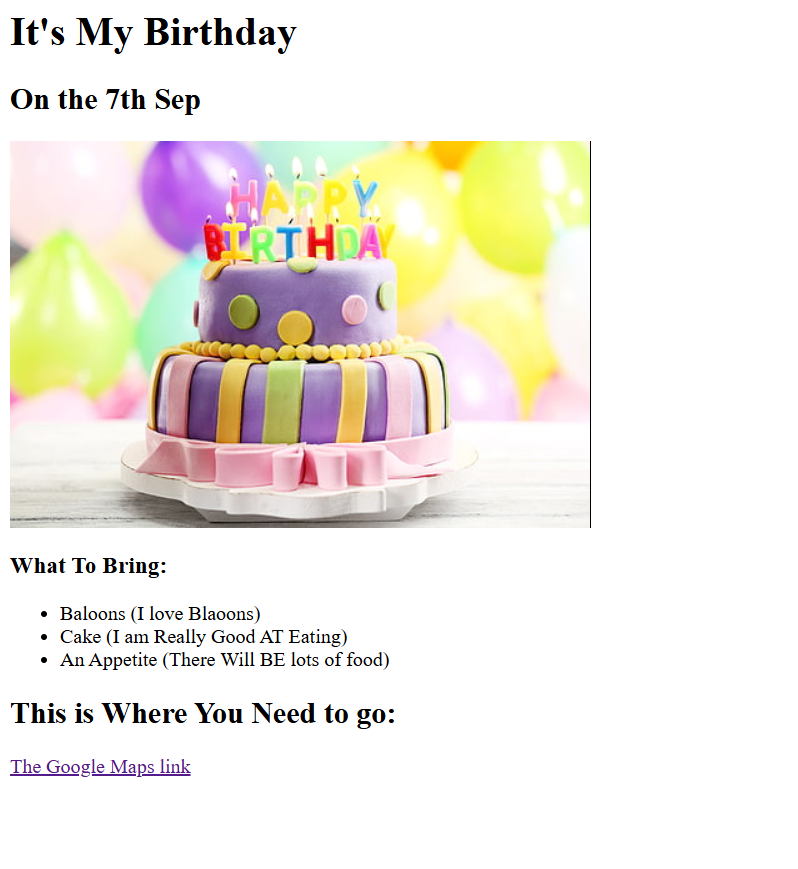 It's My Birthday
On the 7th Sep
HAPPY
BIRTHDAY
What To Bring:
Baloons (I love Blaoons)
Cake (I am Really Good AT Eating)
An Appetite (There Will BE lots of food)
This is Where You Need to go:
The Google Maps link